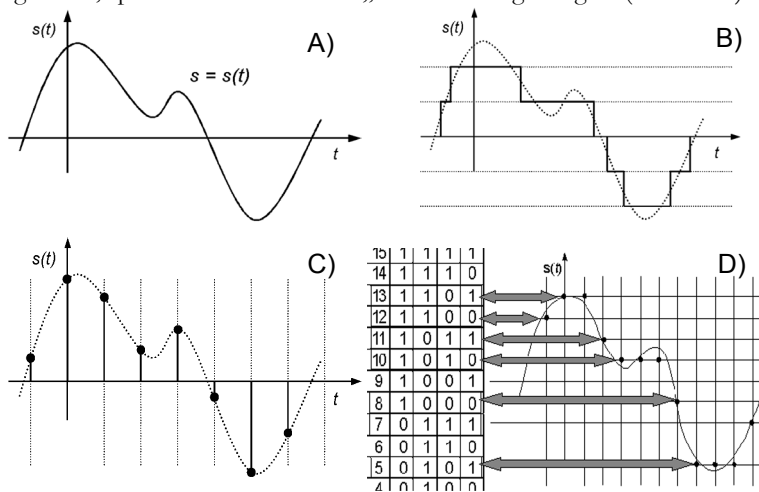 s(t)
A)
s = s(t)
t
s(t)
B)
t
s(t)
C)
t
15 1 1 1 1
14 1 1 1 0
13 1 1 0 1
12 1 1 0 0
11 1 0 1 1
10 1 0 1 0
9 1 0 0 1
8 1 0 0 0
7 0 1 1 1
6 0 1 1 0
5 0 1 0 1
4 0 1 0 0
s(t)
D)